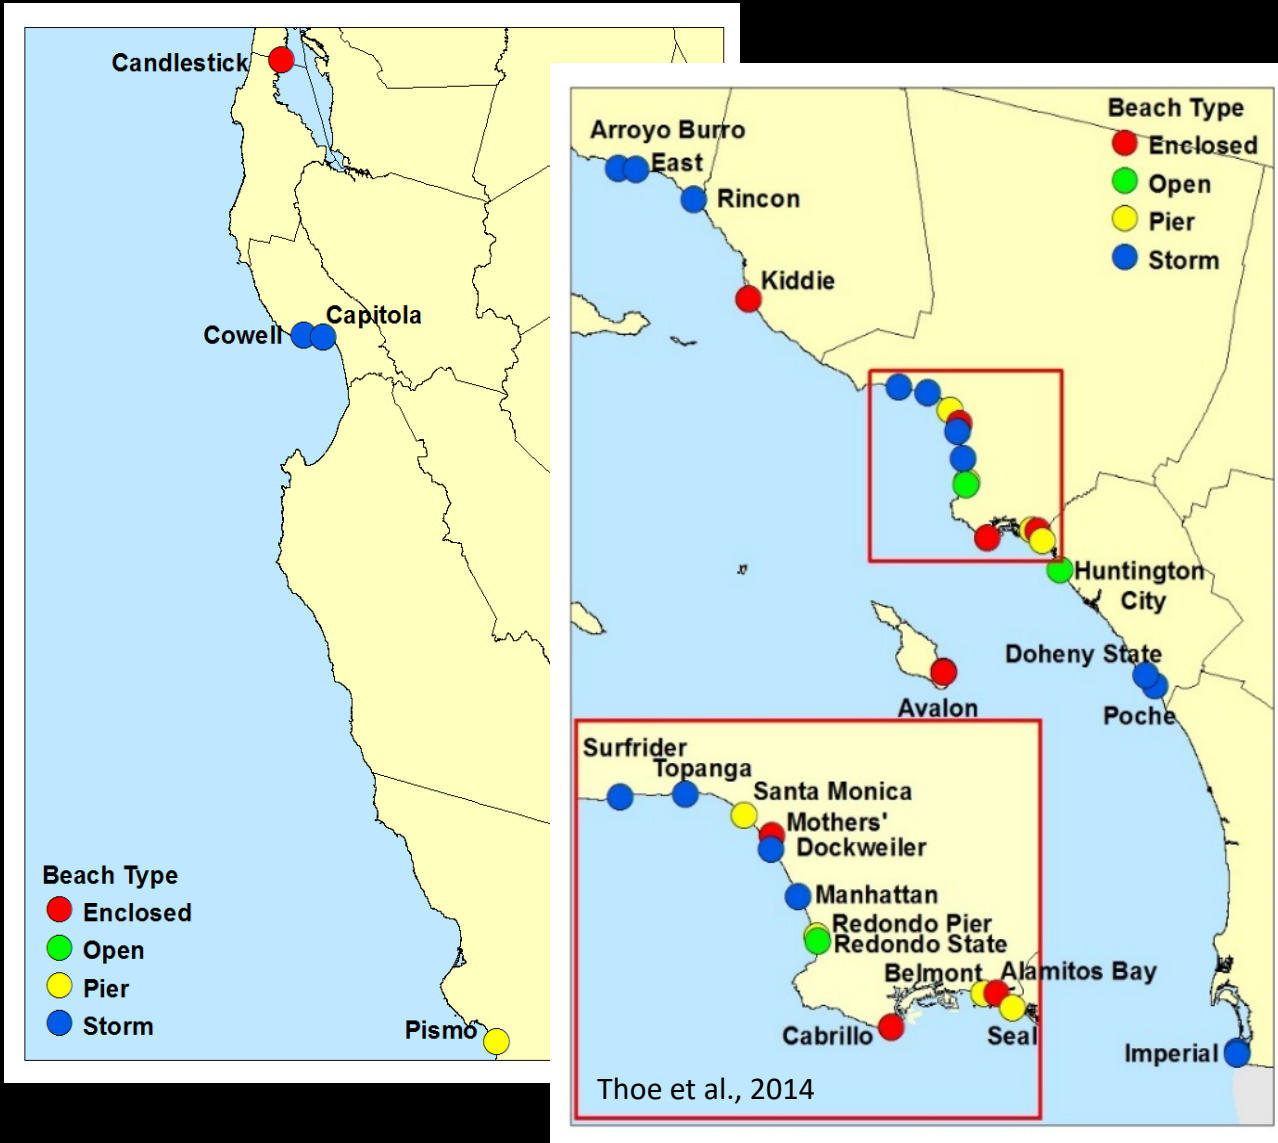 Candlestick
Capitola
Cowell
Beach Type
Enclosed
Open
Pier
Storm
Pismo
Beach Type
Enclosed
Open
Pier
Storm
Arroyo Burro
East
Rincon
Kiddie
Huntington
City
Doheny State
Poche
Avalon
Imperial
Surfrider
Topanga
Santa Monica
Mothers'
Dockweiler
Manhattan
Redondo Pier
Redondo State
Belmont
Alamitos Bay
Cabrillo
Seal
Thoe et al., 2014